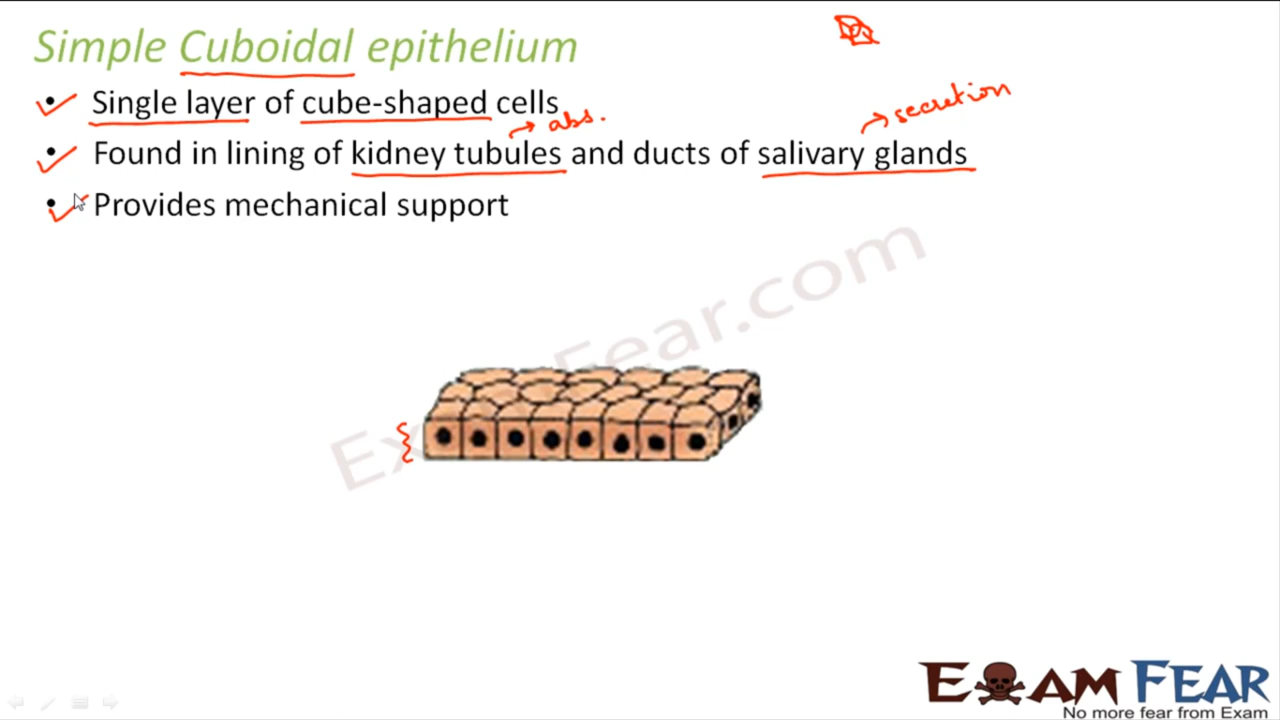 Simple Cuboidal epithelium
• Single layer of cube-shaped cells
abs.
secretion
• Found in lining of kidney tubules and ducts of salivary glands
• Provides mechanical support
ExamFear.com
EXAM FEAR
No more fear from Exam